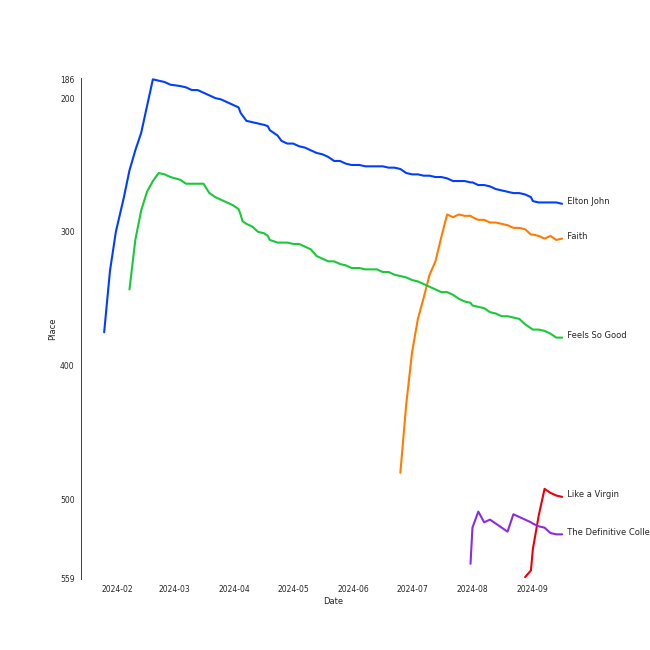 186
200
300
400
500
559
Place
2024-02
2024-03
2024-04
2024-05
2024-06
2024-07
2024-08
2024-09
Date
Elton John
Faith
Feels So Good
Like a Virgin
The Definitive Colle